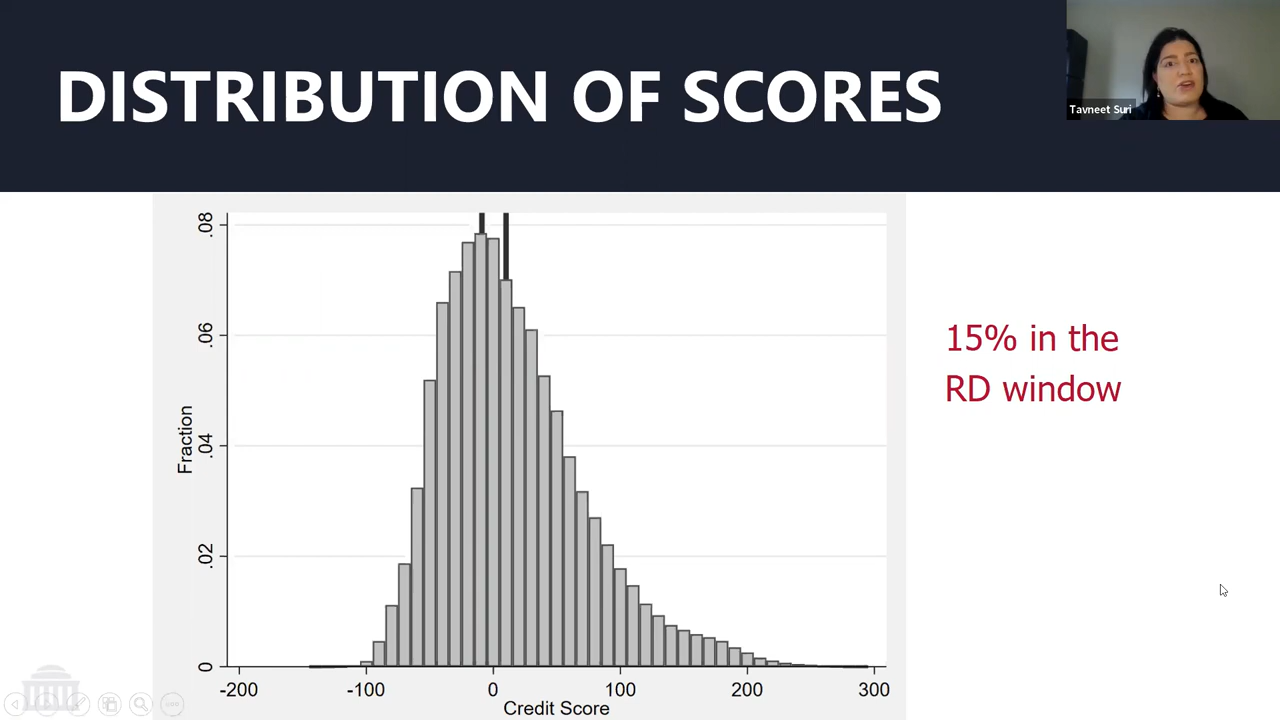 DISTRIBUTION OF SCORES
Tavneet Suri
.08
.06
.04
.02
0
Fraction
-200
-100
0
100
200
300
Credit Score
15% in the
RD window